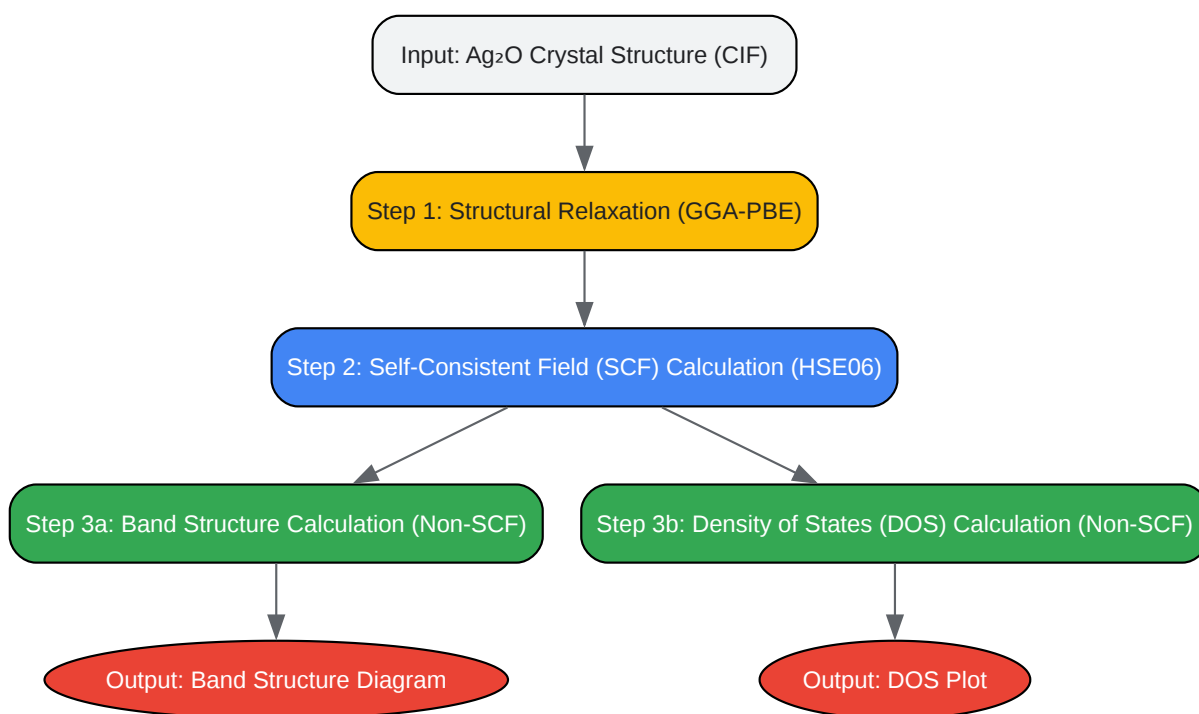 Input: Ag₂O Crystal Structure (CIF)
Step 1: Structural Relaxation (GGA-PBE)
Step 2: Self-Consistent Field (SCF) Calculation (HSE06)
Step 3a: Band Structure Calculation (Non-SCF)
Step 3b: Density of States (DOS) Calculation (Non-SCF)
Output: Band Structure Diagram
Output: DOS Plot